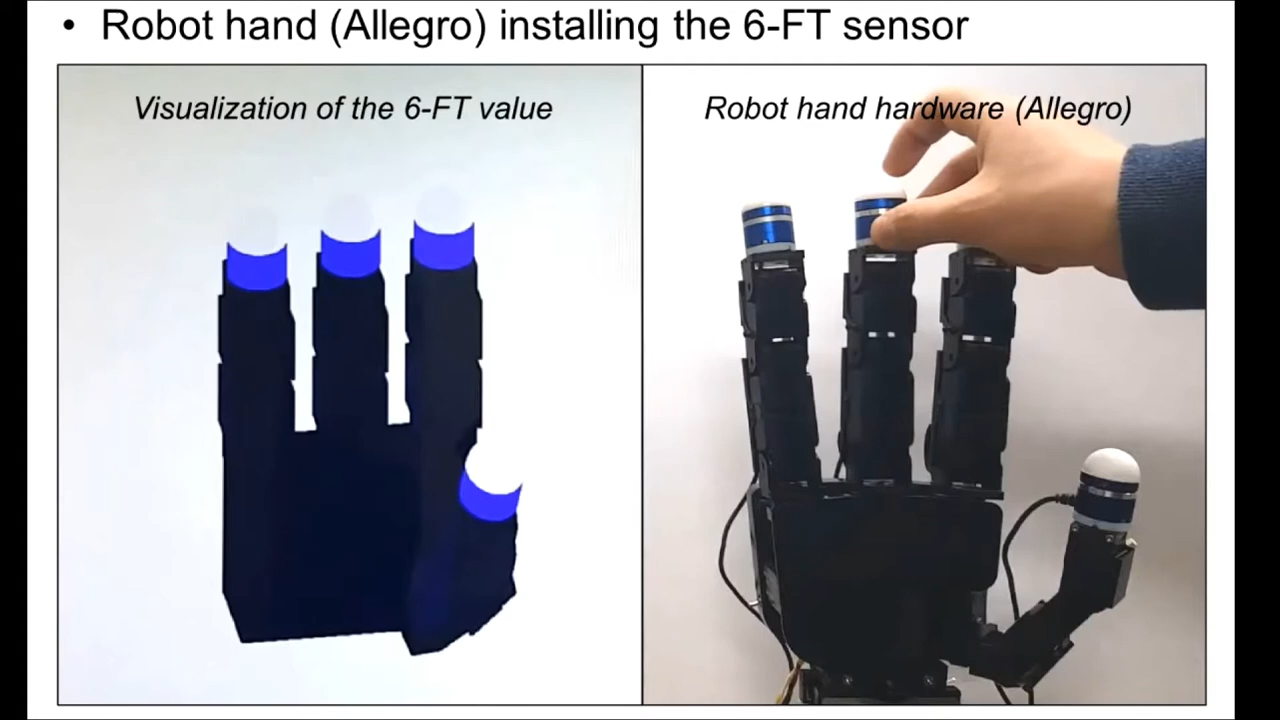 • Robot hand (Allegro) installing the 6-FT sensor
Visualization of the 6-FT value
Robot hand hardware (Allegro)